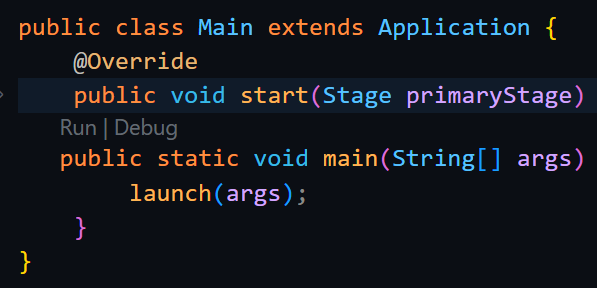 public class Main extends Application {
@Override
public void start(Stage primaryStage)
Run | Debug
public static void main(String[] args)
launch(args);
}
}